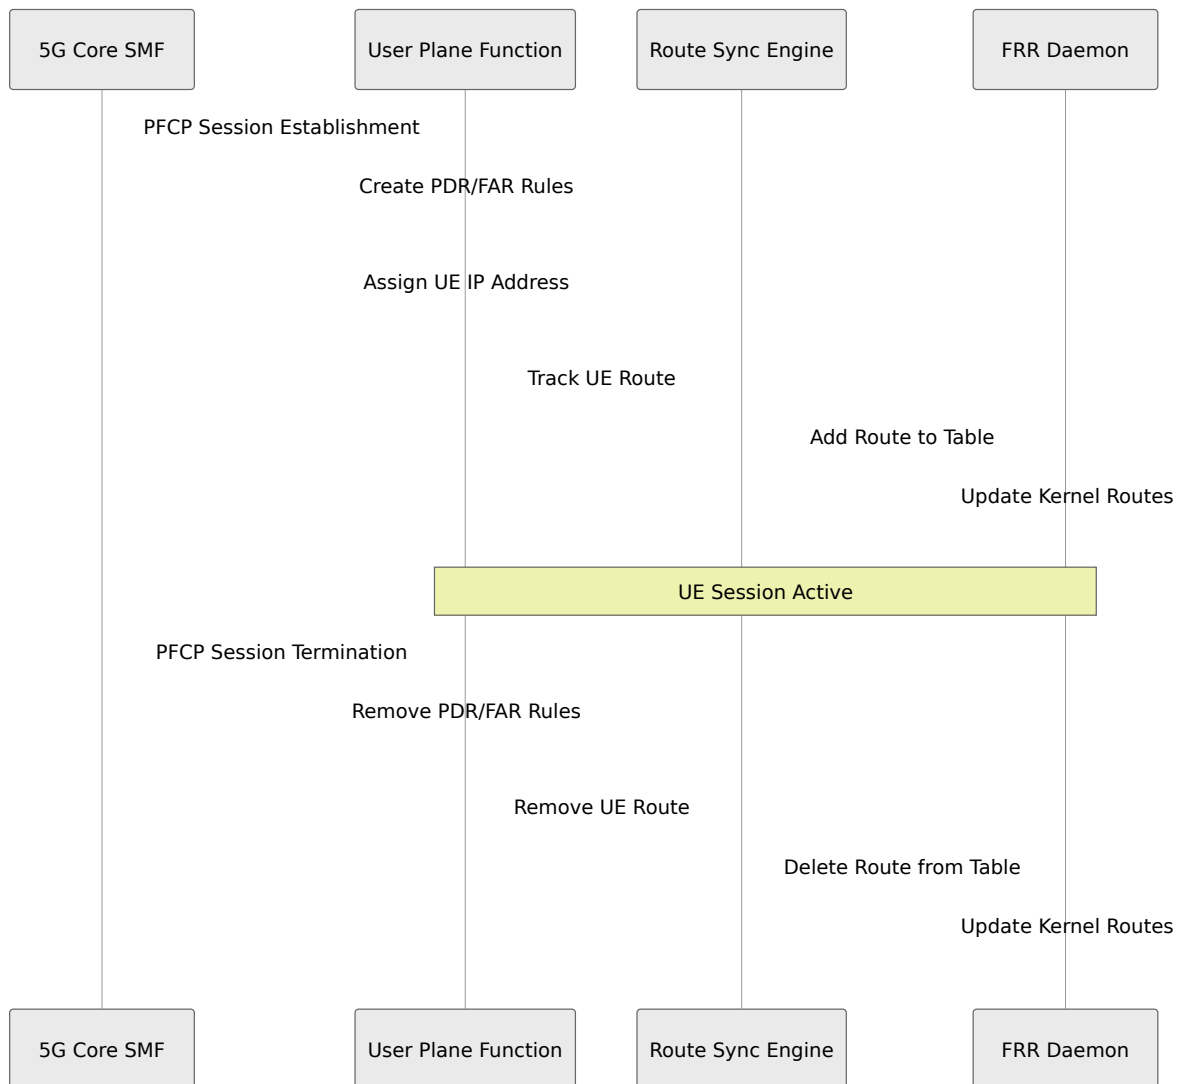 5G Core SMF
User Plane Function
Route Sync Engine
FRR Daemon
PFCP Session Establishment
Create PDR/FAR Rules
Assign UE IP Address
Track UE Route
Add Route to Table
Update Kernel Routes
UE Session Active
PFCP Session Termination
Remove PDR/FAR Rules
Remove UE Route
Delete Route from Table
Update Kernel Routes
5G Core SMF
User Plane Function
Route Sync Engine
FRR Daemon